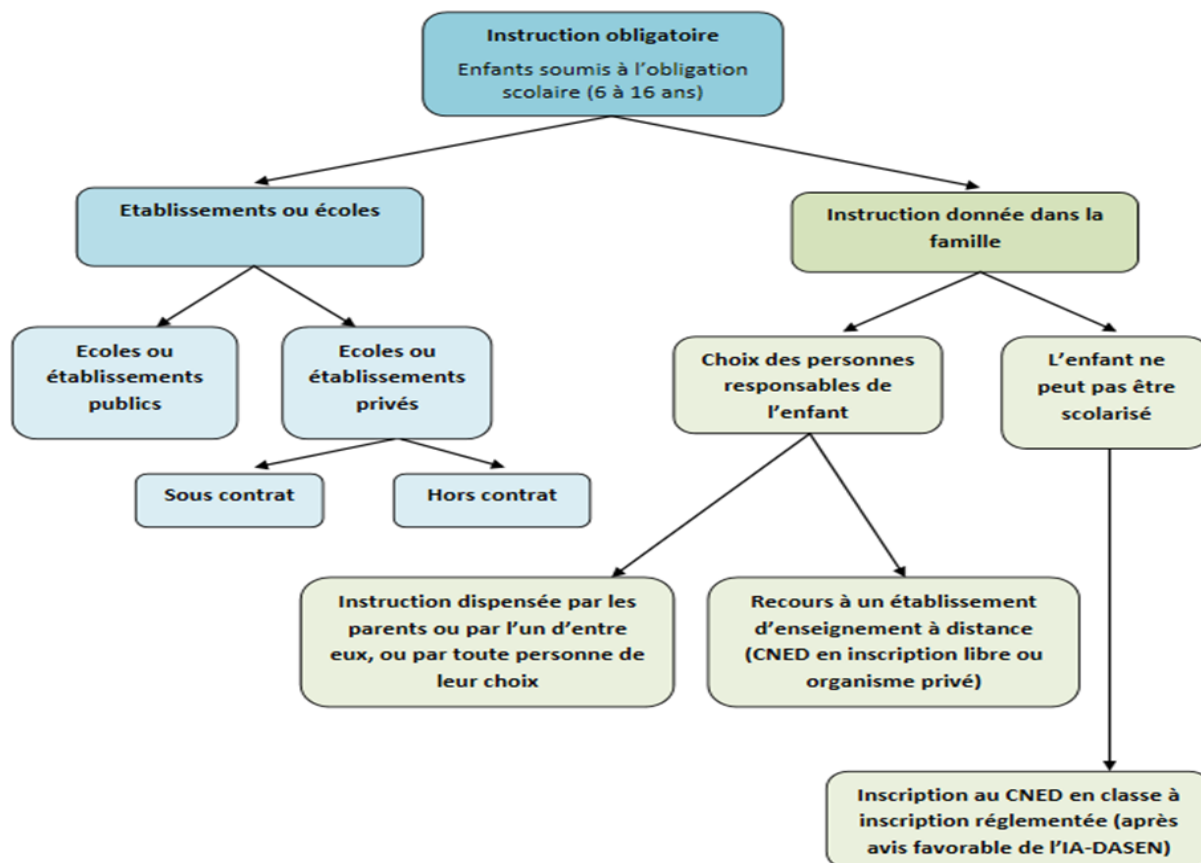 Instruction obligatoire
Enfants soumis à l’obligation
scolaire (6 à 16 ans)
Etablissements ou écoles
Instruction donnée dans la
famille
Ecoles ou
établissements
publics
Ecoles ou
établissements
privés
Choix des personnes
responsables de
l’enfant
L’enfant ne
peut pas être
scolarisé
Sous contrat
Hors contrat
Instruction dispensée par les
parents ou par l’un d’entre
eux, ou par toute personne de
leur choix
Recours à un établissement
d’enseignement à distance
(CNED en inscription libre ou
organisme privé)
Inscription au CNED en classe à
inscription réglementée (après
avis favorable de l’IA-DASEN)